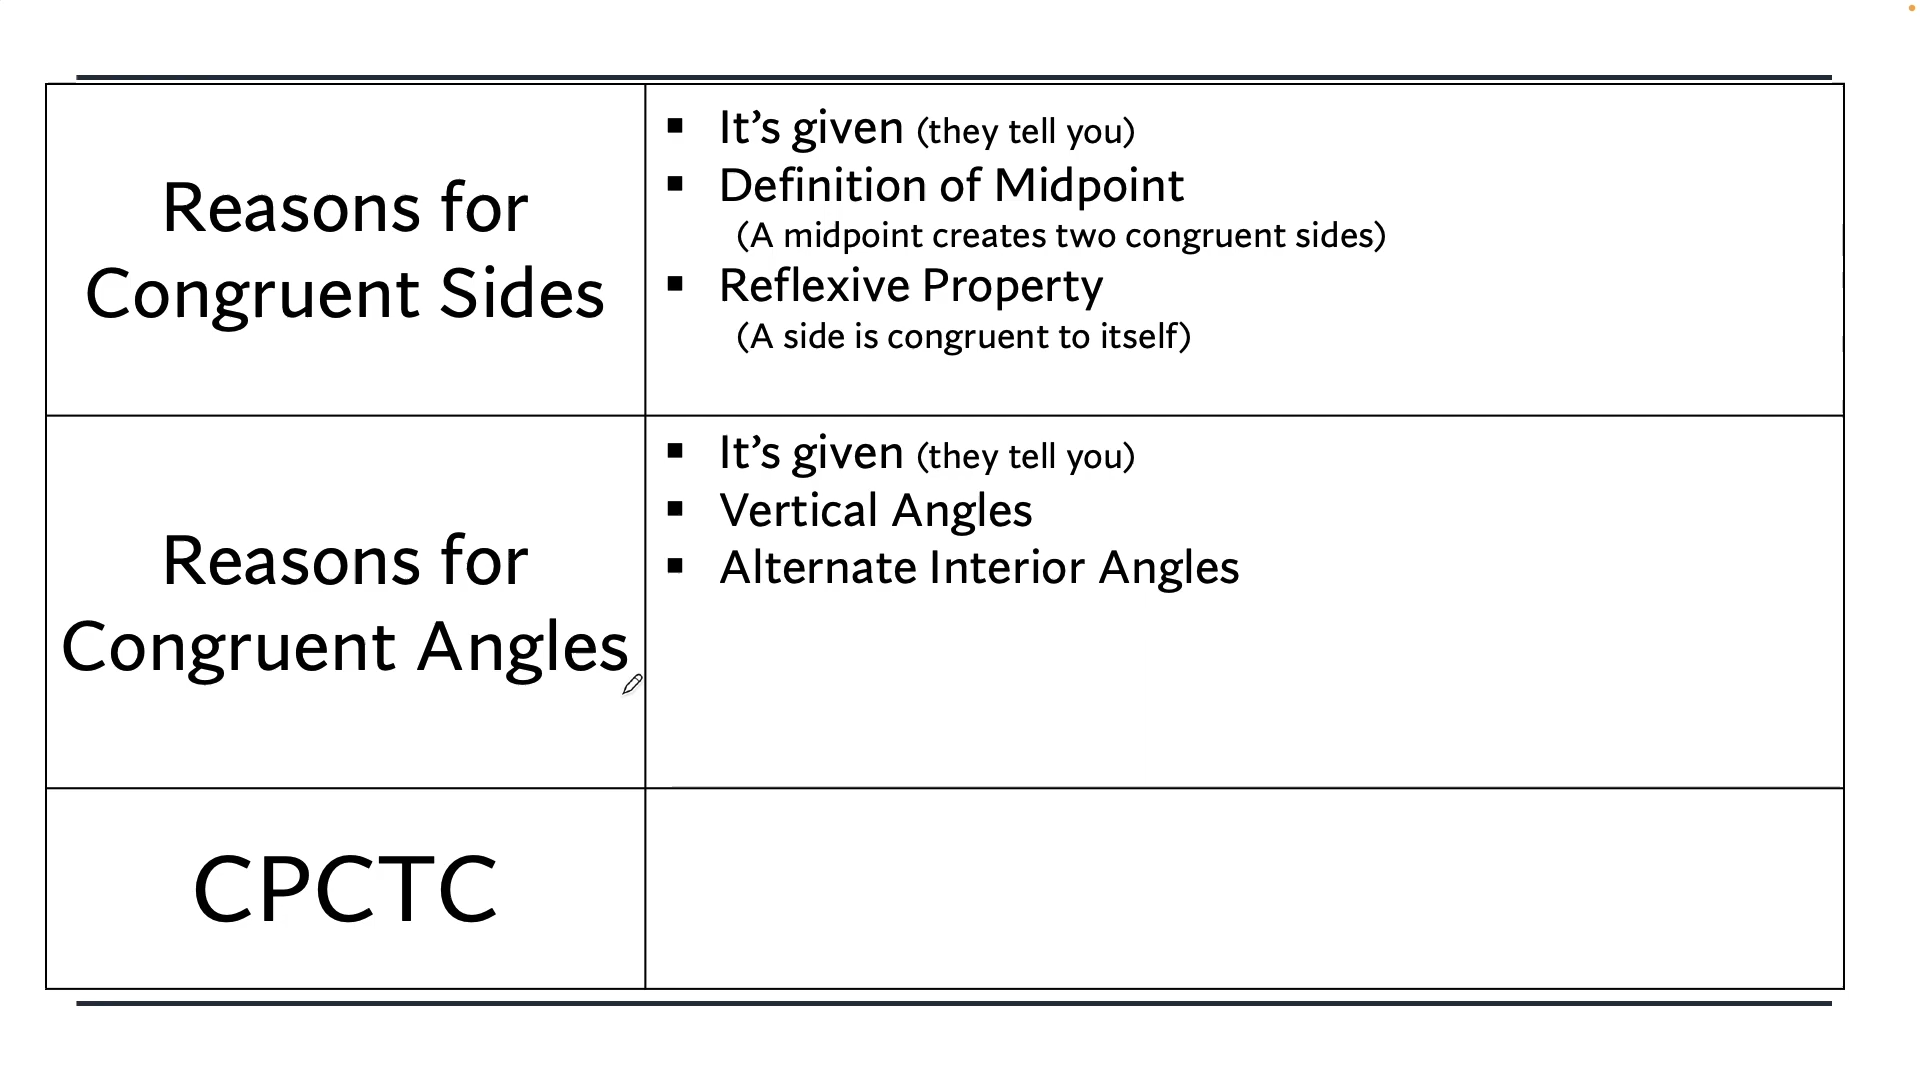 Reasons for
Congruent Sides
▪ It’s given (they tell you)
▪ Definition of Midpoint
(A midpoint creates two congruent sides)
▪ Reflexive Property
(A side is congruent to itself)
Reasons for
Congruent Angles
▪ It’s given (they tell you)
▪ Vertical Angles
▪ Alternate Interior Angles
CPCTC